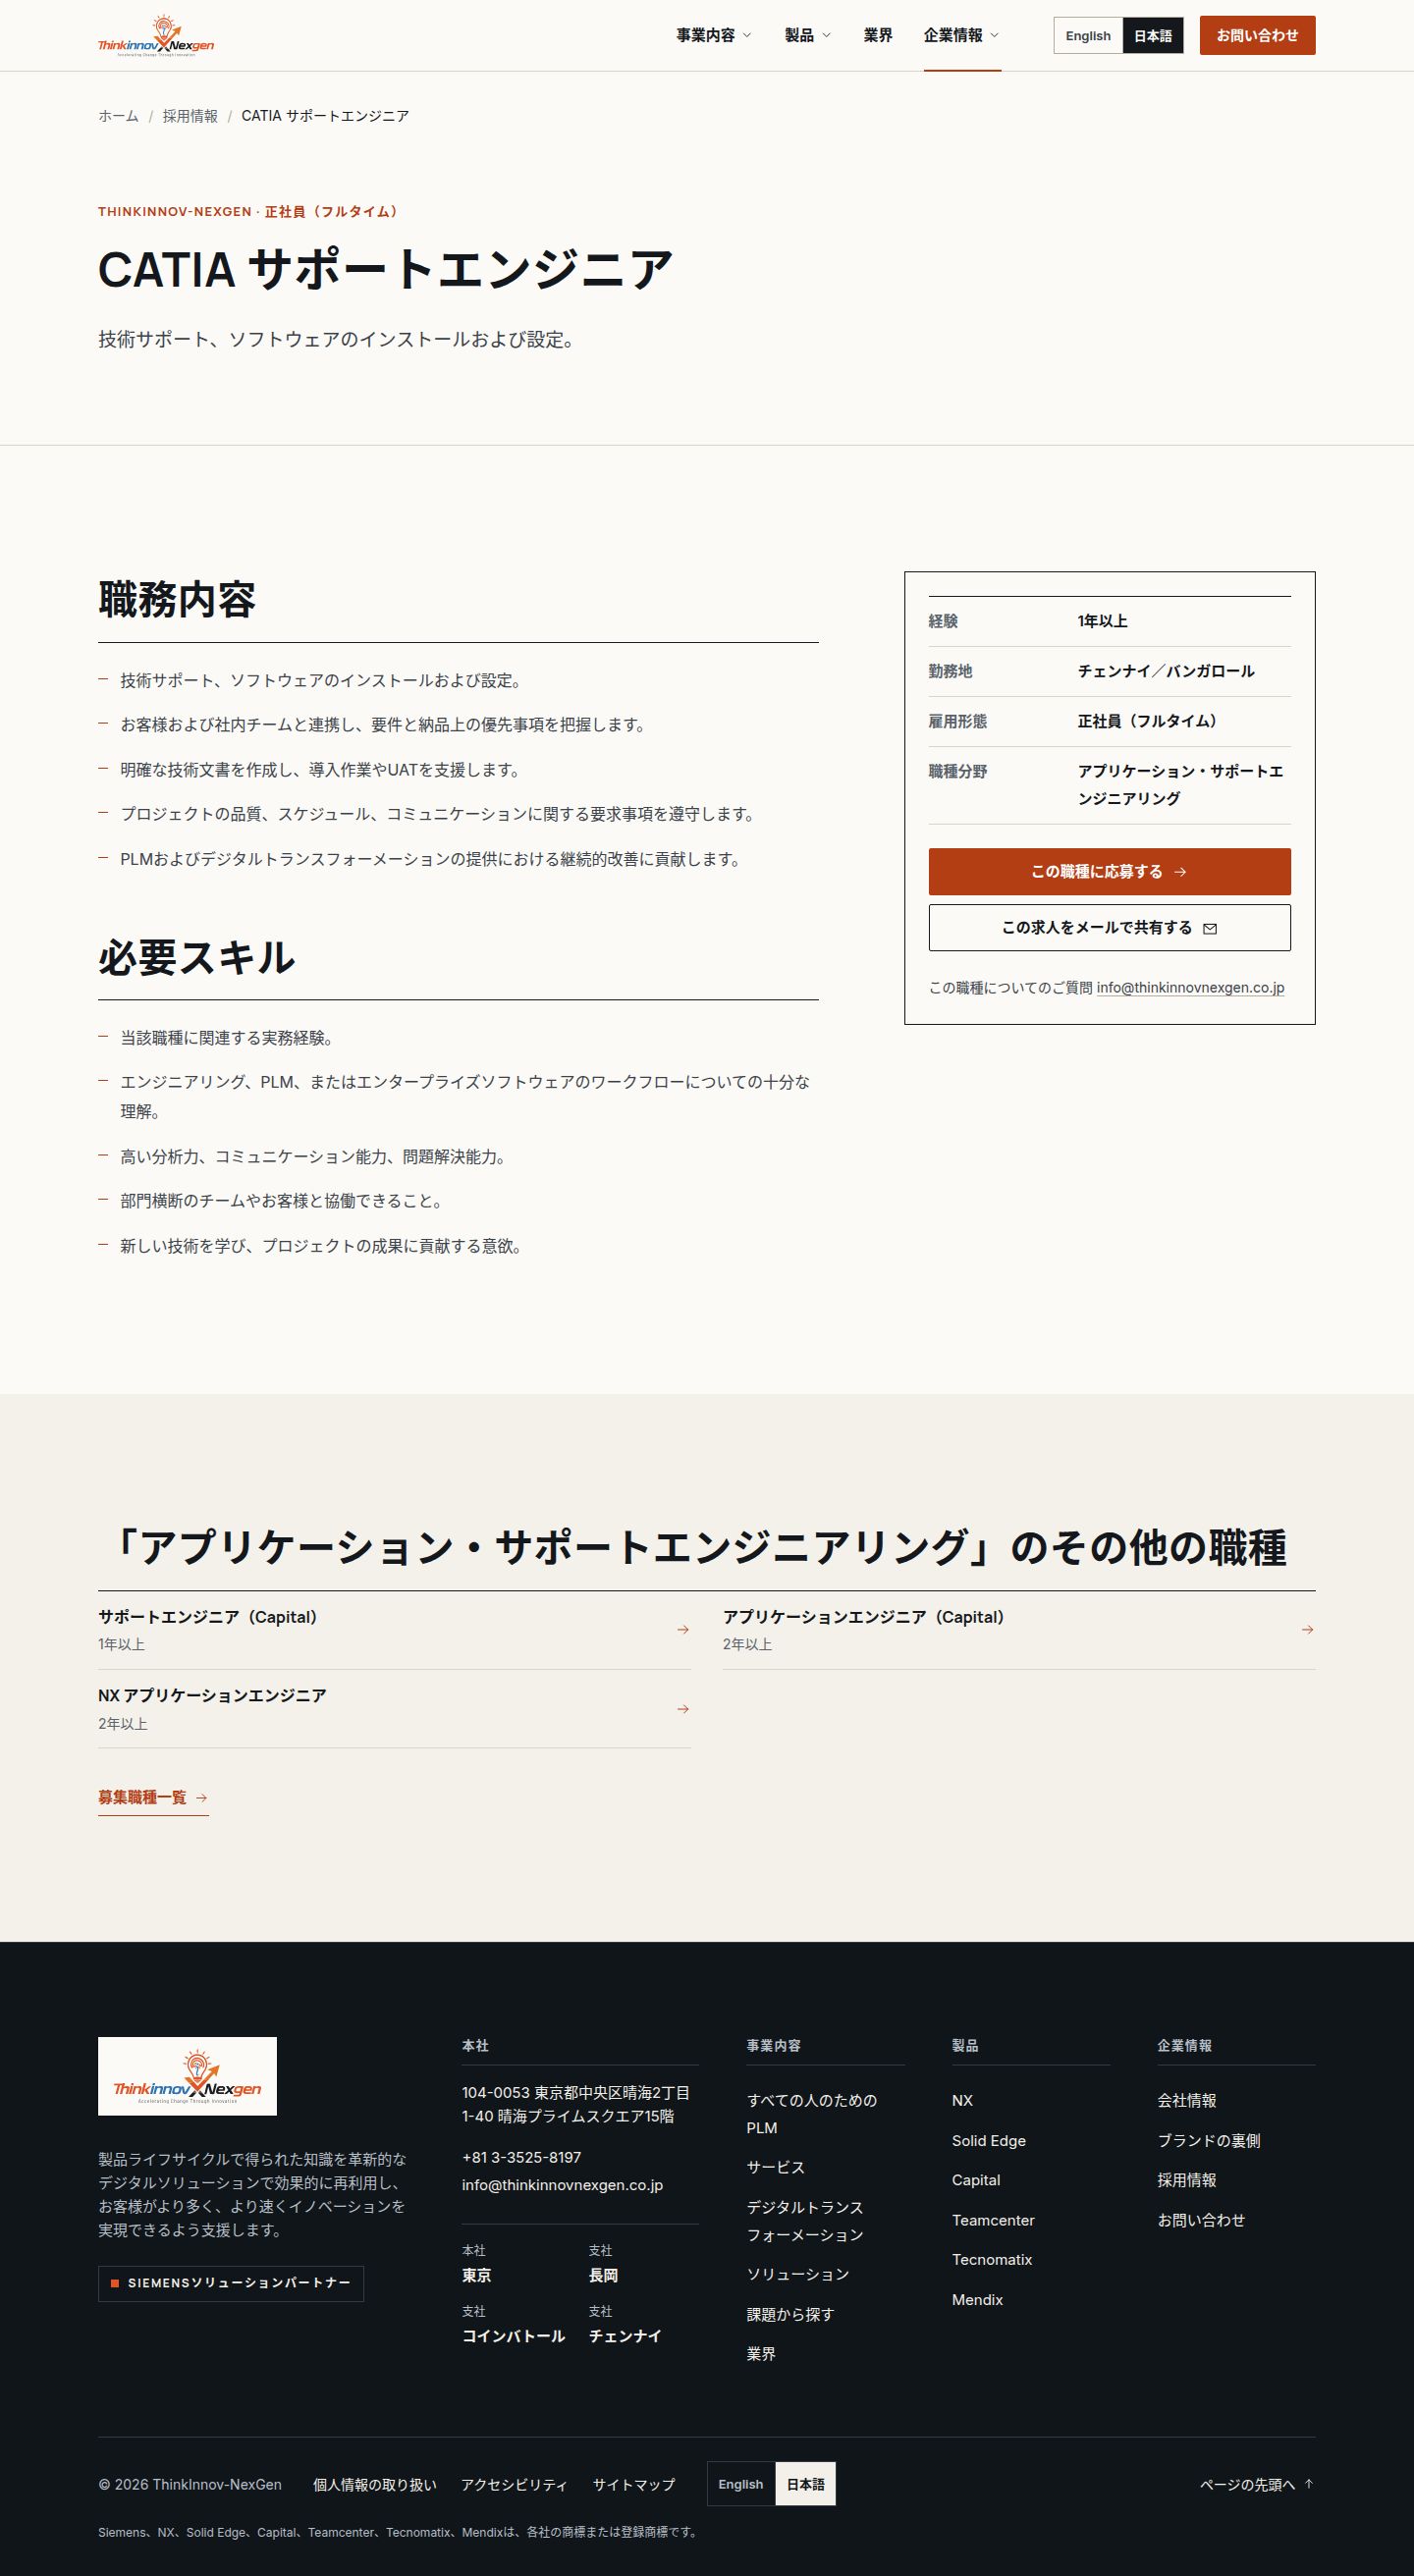 Thinkinnov Nexgen
Accelerating Change Through Innovation
事業内容
製品
業界
企業情報
English
日本語
お問い合わせ
ホーム / 採用情報 / CATIA サポートエンジニア
THINKINNOV-NEXGEN · 正社員（フルタイム）
CATIA サポートエンジニア
技術サポート、ソフトウェアのインストールおよび設定。
職務内容
技術サポート、ソフトウェアのインストールおよび設定。
お客様および社内チームと連携し、要件と納品上の優先事項を把握します。
明確な技術文書を作成し、導入作業やUATを支援します。
プロジェクトの品質、スケジュール、コミュニケーションに関する要求事項を遵守します。
PLMおよびデジタルトランスフォーメーションの提供における継続的改善に貢献します。
必要スキル
当該職種に関連する実務経験。
エンジニアリング、PLM、またはエンタープライズソフトウェアのワークフローについての十分な
理解。
高い分析力、コミュニケーション能力、問題解決能力。
部門横断のチームやお客様と協働できること。
新しい技術を学び、プロジェクトの成果に貢献する意欲。
経験 1年以上
勤務地 チェンナイ／バンガロール
雇用形態 正社員（フルタイム）
職種分野 アプリケーション・サポートエ
ンジニアリング
この職種に応募する →
この求人をメールで共有する
この職種についてのご質問 info@thinkinnovnexgen.co.jp
「アプリケーション・サポートエンジニアリング」のその他の職種
サポートエンジニア（Capital）
1年以上
→
アプリケーションエンジニア（Capital）
2年以上
→
NX アプリケーションエンジニア
2年以上
→
募集職種一覧 →
Thinkinnov Nexgen
Accelerating Change Through Innovation
製品ライフサイクルで得られた知識を革新的な
デジタルソリューションで効果的に再利用し、
お客様がより多く、より速くイノベーションを
実現できるよう支援します。
SIEMENSソリューションパートナー
本社
104-0053 東京都中央区晴海2丁目
1-40 晴海プライムスクエア15階
+81 3-3525-8197
info@thinkinnovnexgen.co.jp
本社
東京
支社
長岡
支社
コインバトール
支社
チェンナイ
事業内容
すべての人のための
PLM
サービス
デジタルトランス
フォーメーション
ソリューション
課題から探す
業界
製品
NX
Solid Edge
Capital
Teamcenter
Tecnomatix
Mendix
企業情報
会社情報
ブランドの裏側
採用情報
お問い合わせ
© 2026 ThinkInnov-NexGen
個人情報の取り扱い
アクセシビリティ
サイトマップ
English
日本語
ページの先頭へ ↑
Siemens、NX、Solid Edge、Capital、Teamcenter、Tecnomatix、Mendixは、各社の商標または登録商標です。